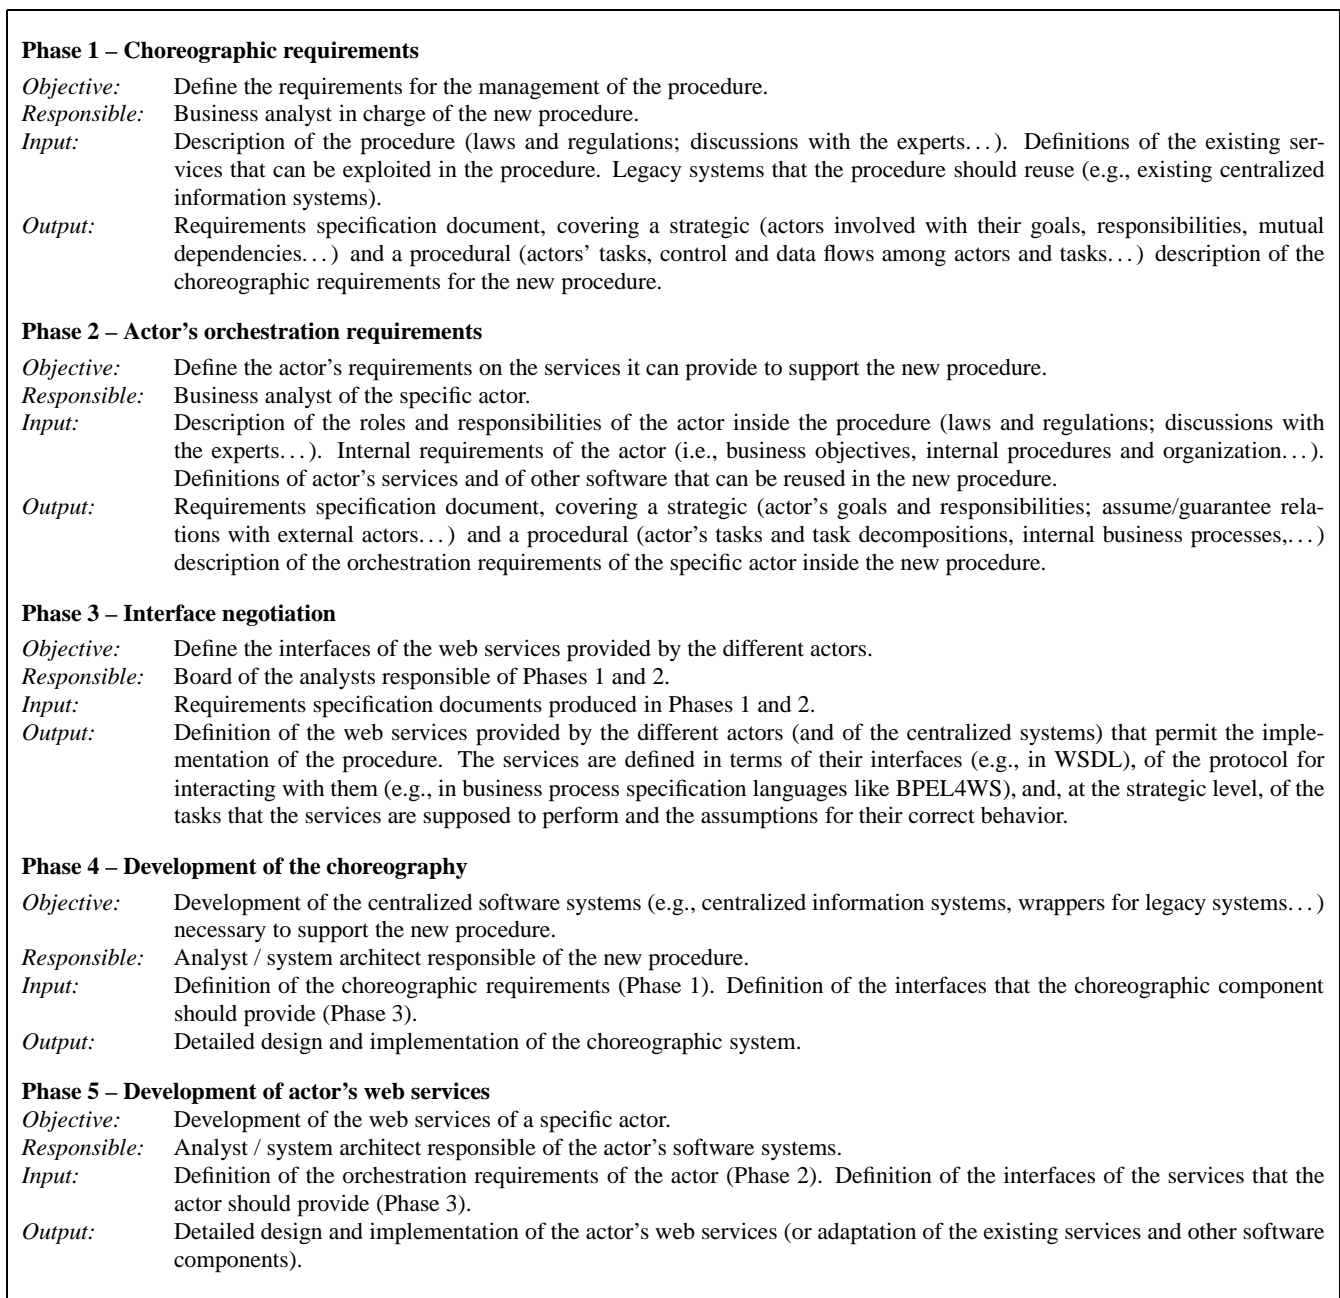 Phase 1 – Choreographic requirements
Objective: Define the requirements for the management of the procedure.
Responsible: Business analyst in charge of the new procedure.
Input: Description of the procedure (laws and regulations; discussions with the experts...). Definitions of the existing ser-
vices that can be exploited in the procedure. Legacy systems that the procedure should reuse (e.g., existing centralized
information systems).
Output: Requirements specification document, covering a strategic (actors involved with their goals, responsibilities, mutual
dependencies...) and a procedural (actors' tasks, control and data flows among actors and tasks...) description of the
choreographic requirements for the new procedure.
Phase 2 – Actor's orchestration requirements
Objective: Define the actor's requirements on the services it can provide to support the new procedure.
Responsible: Business analyst of the specific actor.
Input: Description of the roles and responsibilities of the actor inside the procedure (laws and regulations; discussions with
the experts...). Internal requirements of the actor (i.e., business objectives, internal procedures and organization...).
Definitions of actor's services and of other software that can be reused in the new procedure.
Output: Requirements specification document, covering a strategic (actor's goals and responsibilities; assume/guarantee rela-
tions with external actors...) and a procedural (actor's tasks and task decompositions, internal business processes,...)
description of the orchestration requirements of the specific actor inside the new procedure.
Phase 3 – Interface negotiation
Objective: Define the interfaces of the web services provided by the different actors.
Responsible: Board of the analysts responsible of Phases 1 and 2.
Input: Requirements specification documents produced in Phases 1 and 2.
Output: Definition of the web services provided by the different actors (and of the centralized systems) that permit the imple-
mentation of the procedure. The services are defined in terms of their interfaces (e.g., in WSDL), of the protocol for
interacting with them (e.g., in business process specification languages like BPEL4WS), and, at the strategic level, of the
tasks that the services are supposed to perform and the assumptions for their correct behavior.
Phase 4 – Development of the choreography
Objective: Development of the centralized software systems (e.g., centralized information systems, wrappers for legacy systems...)
necessary to support the new procedure.
Responsible: Analyst / system architect responsible of the new procedure.
Input: Definition of the choreographic requirements (Phase 1). Definition of the interfaces that the choreographic component
should provide (Phase 3).
Output: Detailed design and implementation of the choreographic system.
Phase 5 – Development of actor's web services
Objective: Development of the web services of a specific actor.
Responsible: Analyst / system architect responsible of the actor's software systems.
Input: Definition of the orchestration requirements of the actor (Phase 2). Definition of the interfaces of the services that the
actor should provide (Phase 3).
Output: Detailed design and implementation of the actor's web services (or adaptation of the existing services and other software
components).